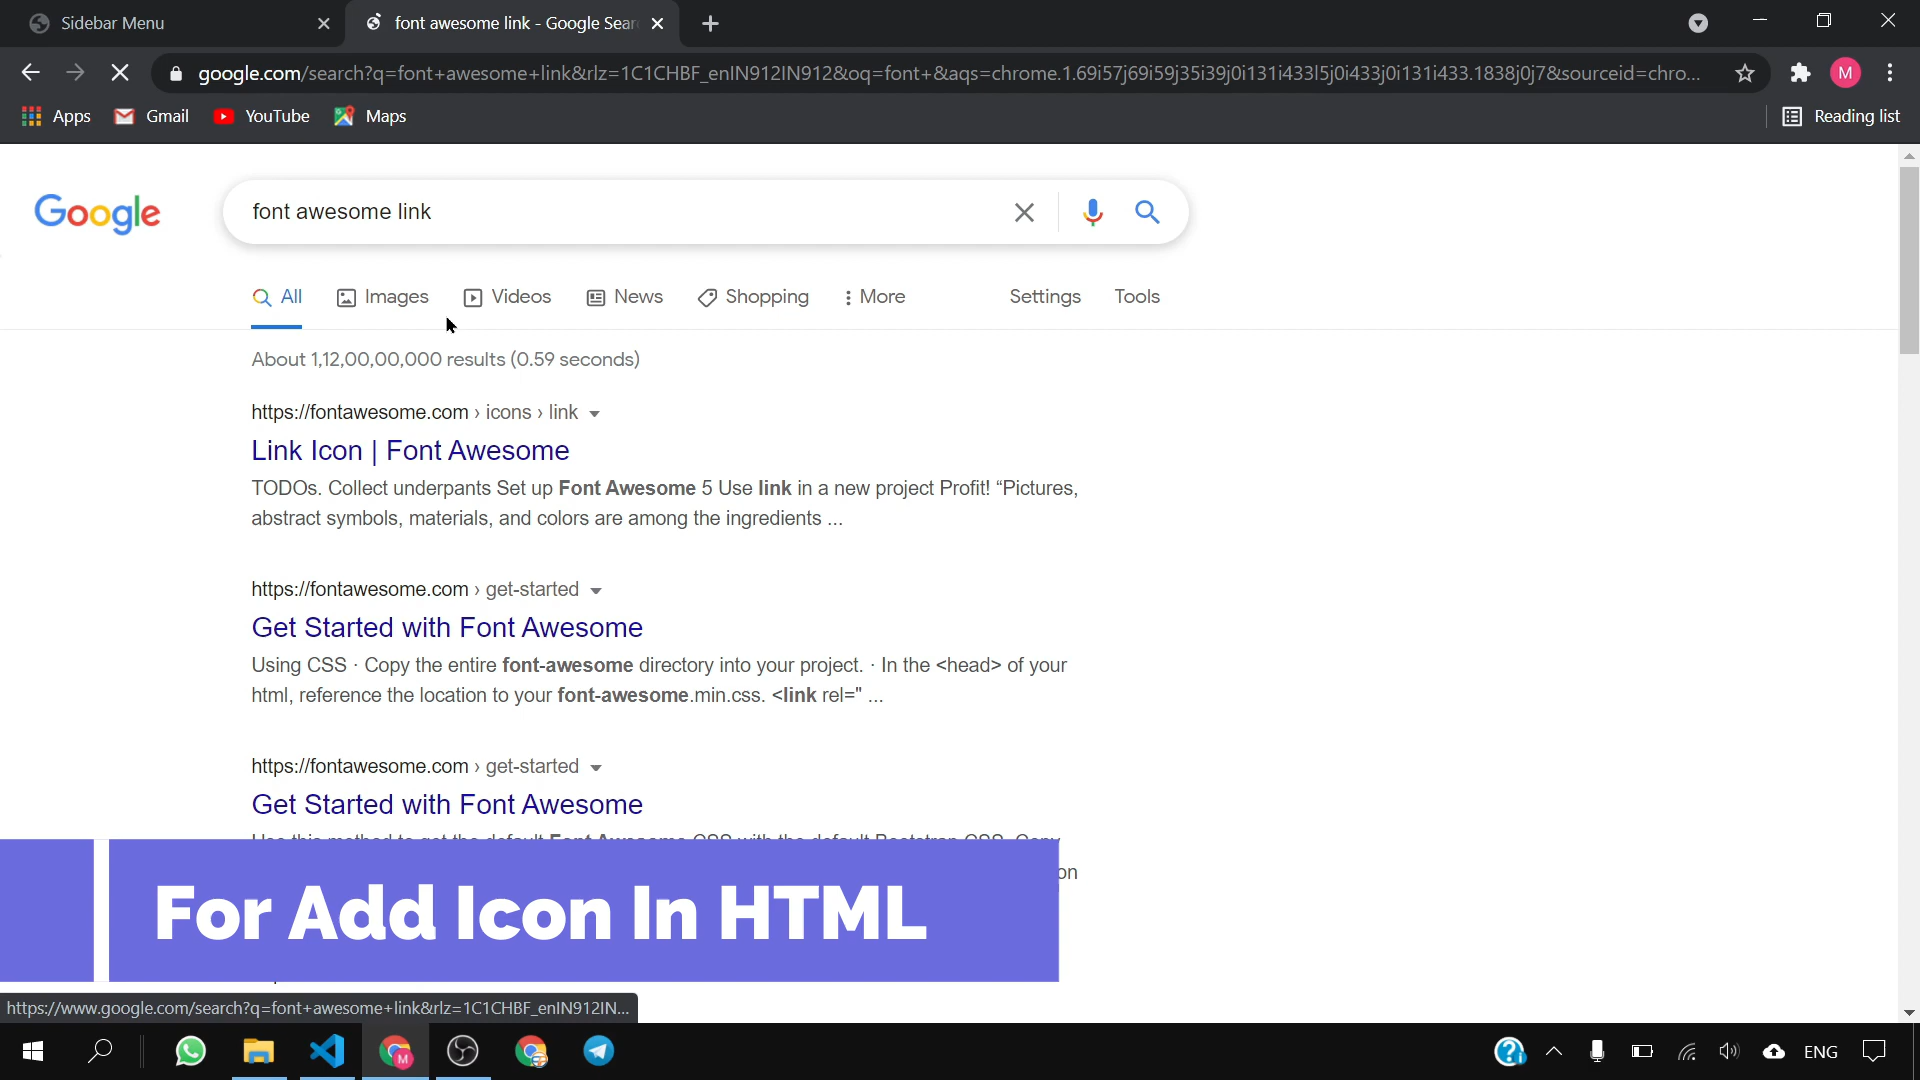 Sidebar Menu
font awesome link - Google Sear
google.com/search?q=font+awesome+link&rlz=1C1CHBF_enIN912IN912&oq=font+&aqs=chrome.1.69i57j69i59j35i39j0i131i433l5j0i433j0i131i433.1838j0j7&sourceid=chro...
M
Apps
Gmail
YouTube
Maps
Reading list
Google
font awesome link
All
Images
Videos
News
Shopping
More
Settings
Tools
About 1,12,00,00,000 results (0.59 seconds)
https://fontawesome.com › icons › link
Link Icon | Font Awesome
TODOs. Collect underpants Set up Font Awesome 5 Use link in a new project Profit! “Pictures,
abstract symbols, materials, and colors are among the ingredients ...
https://fontawesome.com › get-started
Get Started with Font Awesome
Using CSS · Copy the entire font-awesome directory into your project. · In the <head> of your
html, reference the location to your font-awesome.min.css. <link rel=" ...
https://fontawesome.com › get-started
Get Started with Font Awesome
on
For Add Icon In HTML
https://www.google.com/search?q=font+awesome+link&rlz=1C1CHBF_enIN912IN...
M
ENG